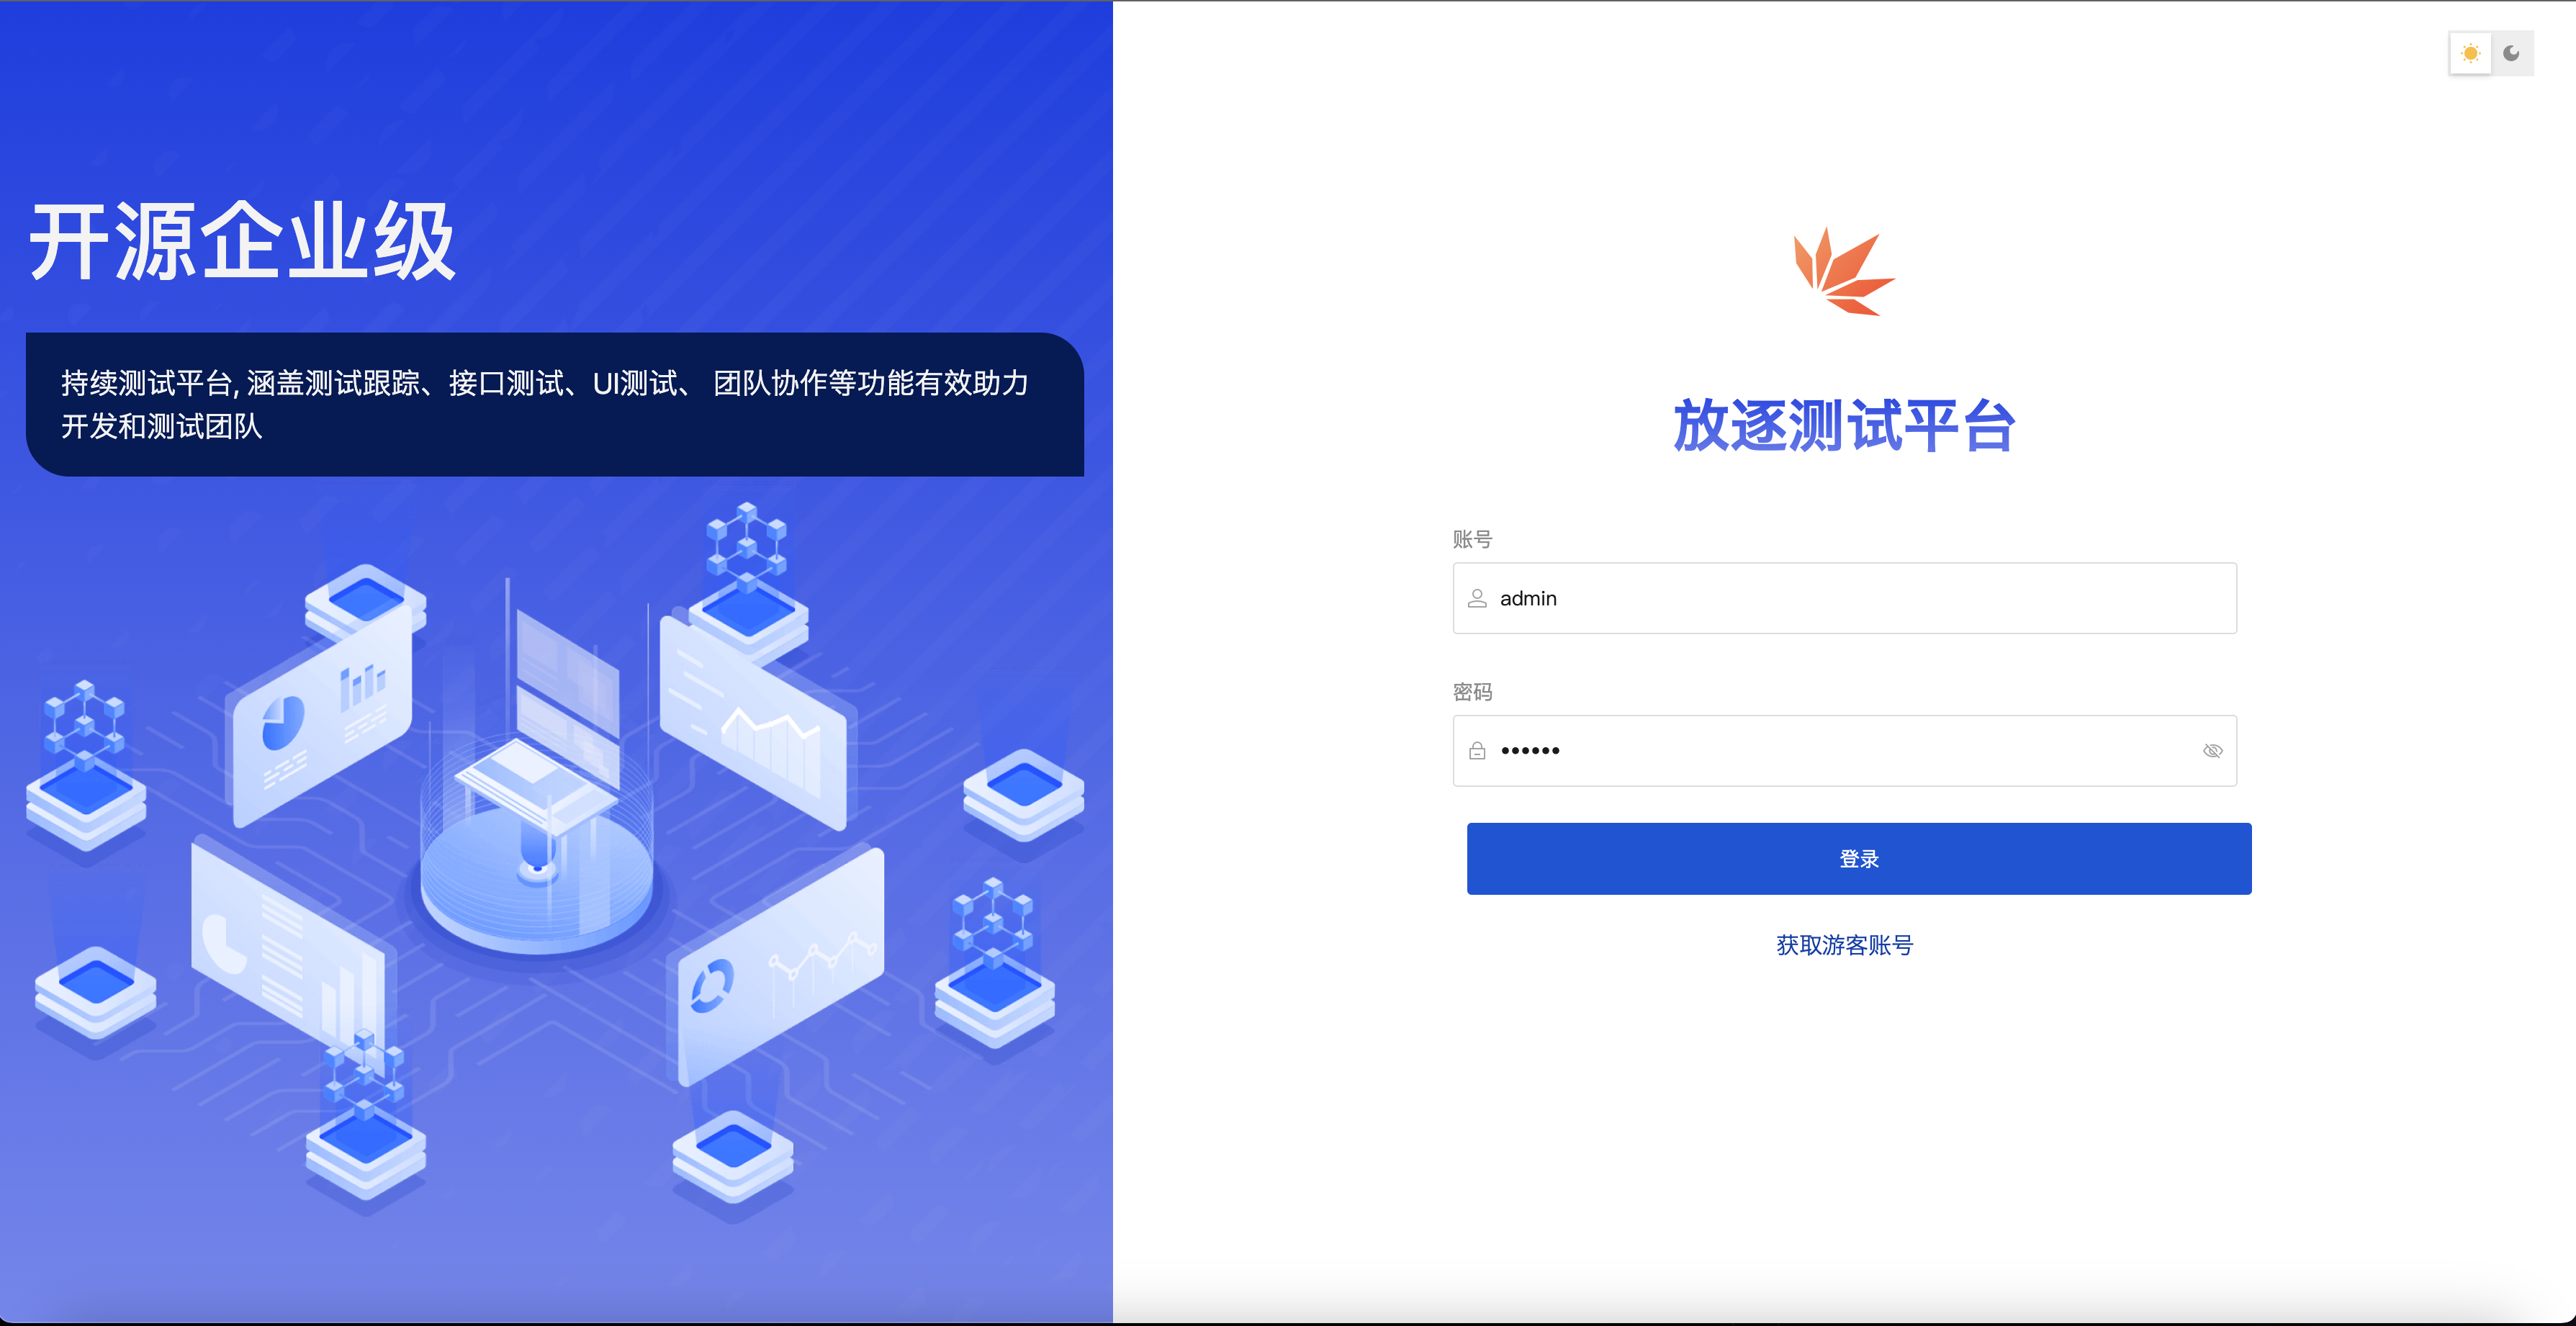 开源企业级
持续测试平台, 涵盖测试跟踪、接口测试、UI测试、 团队协作等功能有效助力
开发和测试团队
放逐测试平台
账号
admin
密码
••••••
登录
获取游客账号